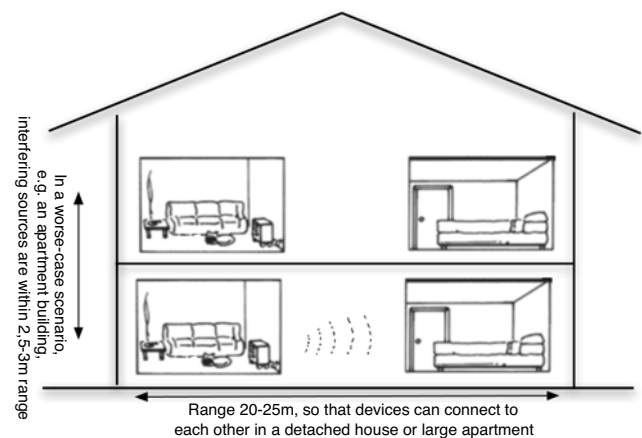 In a worse-case scenario,
e.g. an apartment building,
interfering sources are within 2,5-3m range
Range 20-25m, so that devices can connect to
each other in a detached house or large apartment